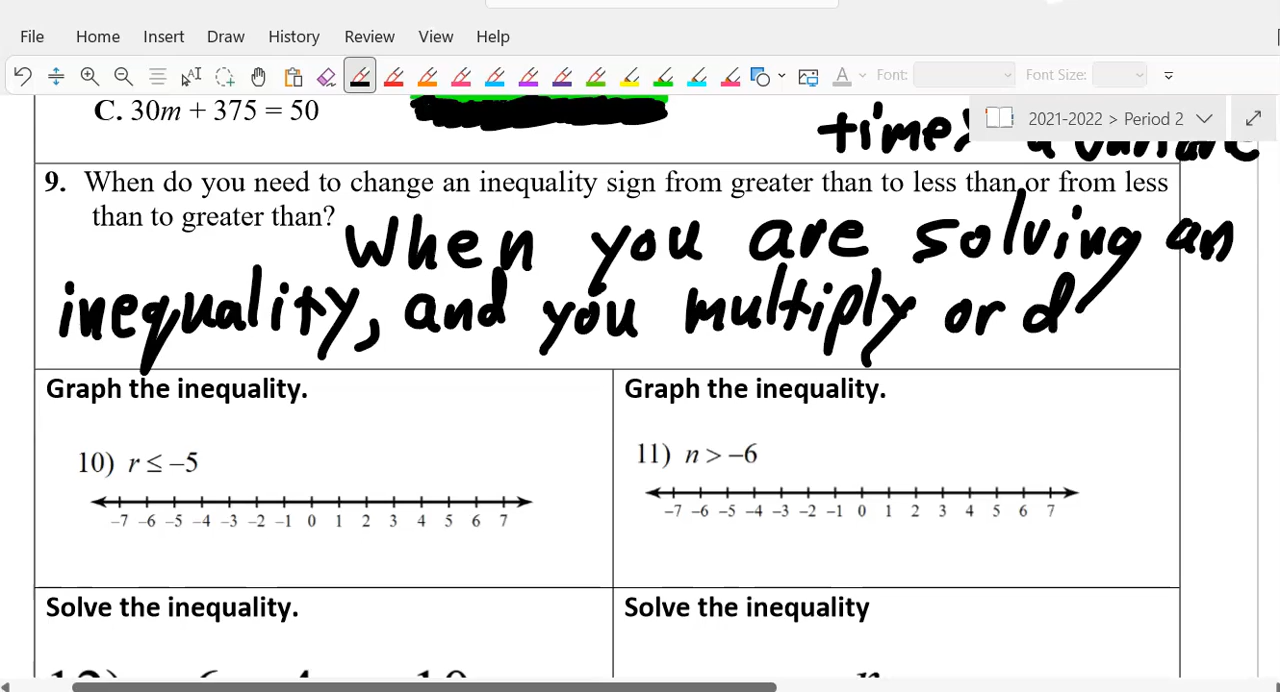 File Home Insert Draw History Review View Help
Font: Font Size:
2021-2022 > Period 2
C. 30m + 375 = 50
times a
9. When do you need to change an inequality sign from greater than to less than or from less
than to greater than?
When you are solving an
inequality, and you multiply or d
Graph the inequality.
10) r ≤ –5
–7 –6 –5 –4 –3 –2 –1 0 1 2 3 4 5 6 7
Graph the inequality.
11) n > –6
–7 –6 –5 –4 –3 –2 –1 0 1 2 3 4 5 6 7
Solve the inequality.
Solve the inequality